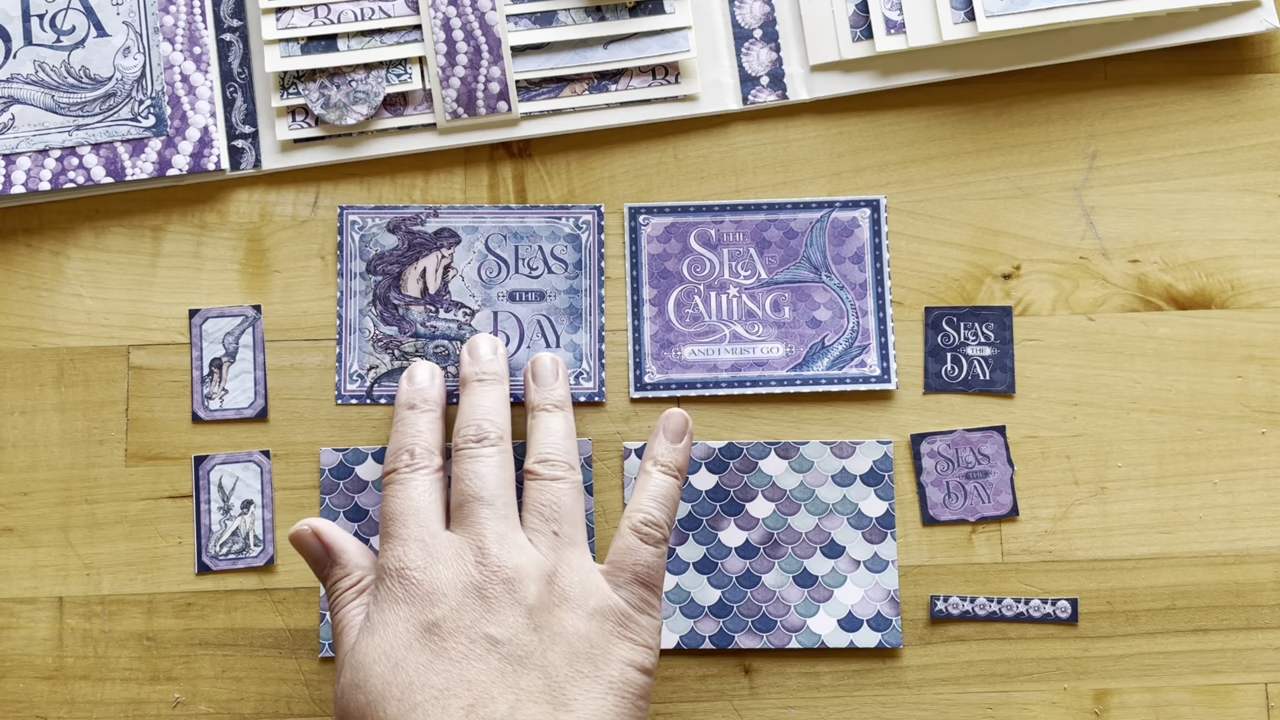 SEA
BORN
SEAS
THE
DAY
THE
SEA IS
CALLING
AND I MUST GO
SEAS
THE
DAY
SEAS
THE
DAY